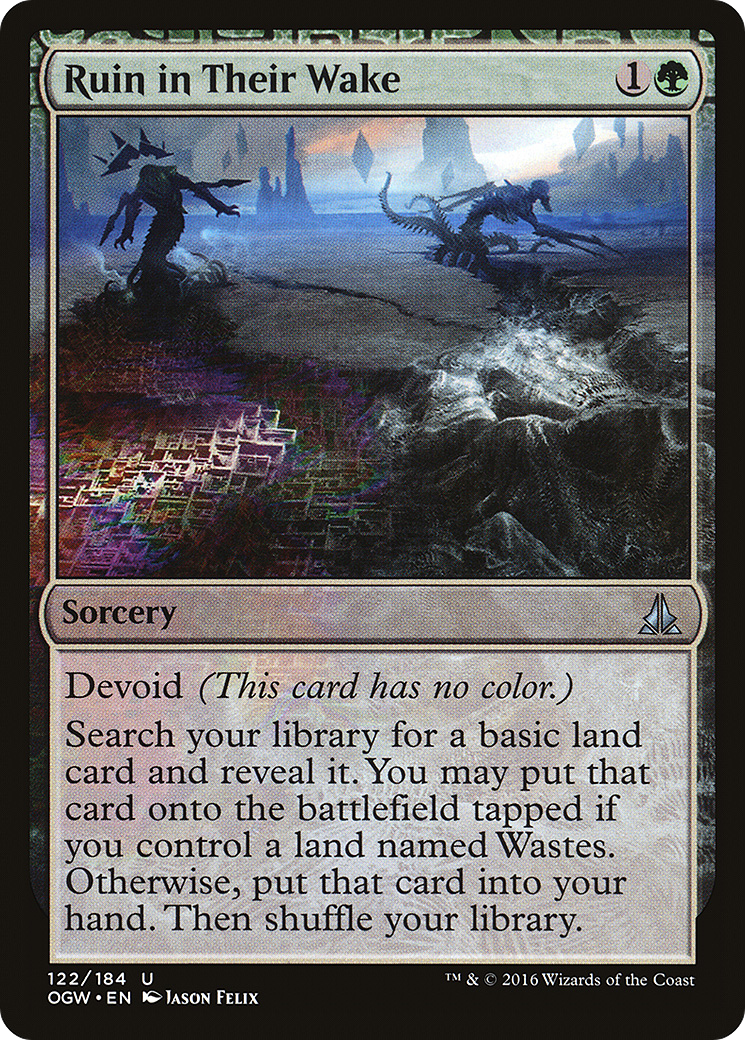 Ruin in Their Wake 1
Sorcery
Devoid (This card has no color.)
Search your library for a basic land
card and reveal it. You may put that
card onto the battlefield tapped if
you control a land named Wastes.
Otherwise, put that card into your
hand. Then shuffle your library.
122/184 U
™ & © 2016 Wizards of the Coast
OGW • EN Jason Felix